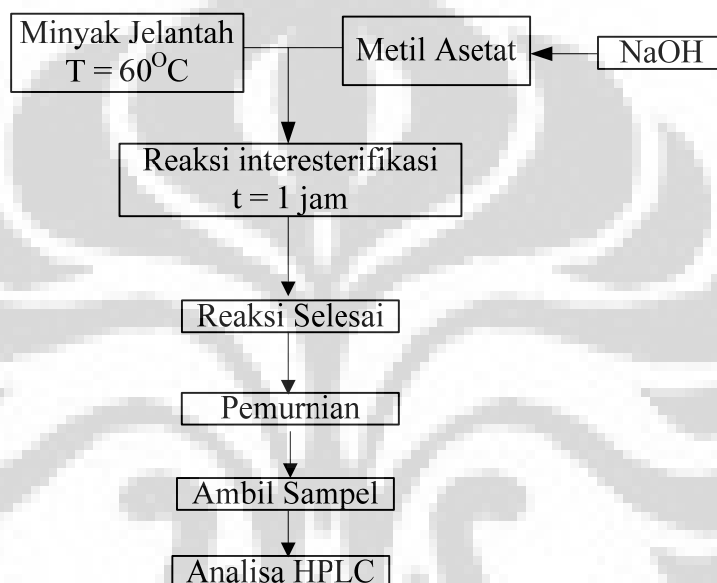 Minyak Jelantah
T = 60°C
Metil Asetat
NaOH
Reaksi interesterifikasi
t = 1 jam
Reaksi Selesai
Pemurnian
Ambil Sampel
Analisa HPLC